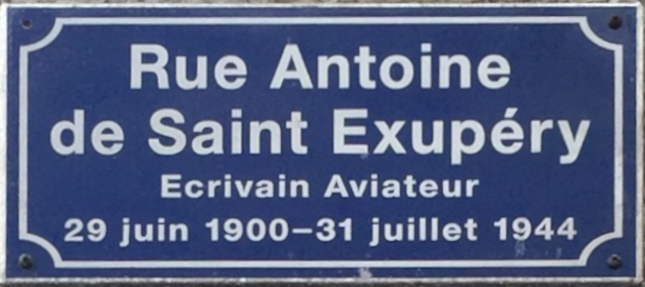 Rue Antoine
de Saint Exupéry
Ecrivain Aviateur
29 juin 1900–31 juillet 1944